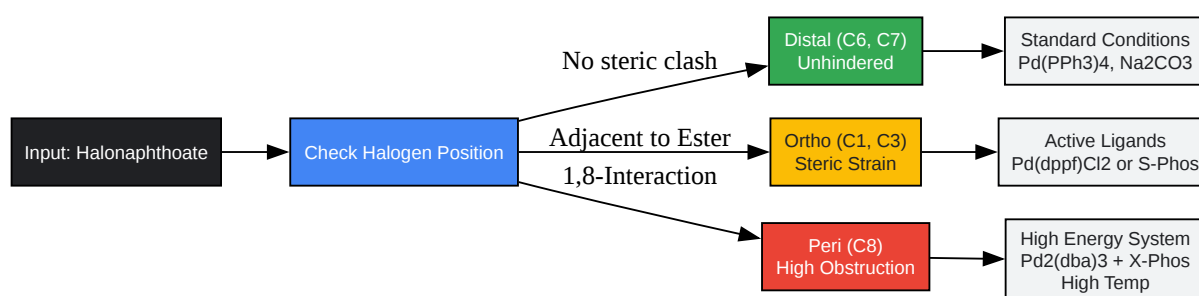 Input: Halonaphthoate
Check Halogen Position
No steric clash
Adjacent to Ester
1,8-Interaction
Distal (C6, C7)
Unhindered
Standard Conditions
Pd(PPh3)4, Na2CO3
Ortho (C1, C3)
Steric Strain
Active Ligands
Pd(dppf)Cl2 or S-Phos
Peri (C8)
High Obstruction
High Energy System
Pd2(dba)3 + X-Phos
High Temp